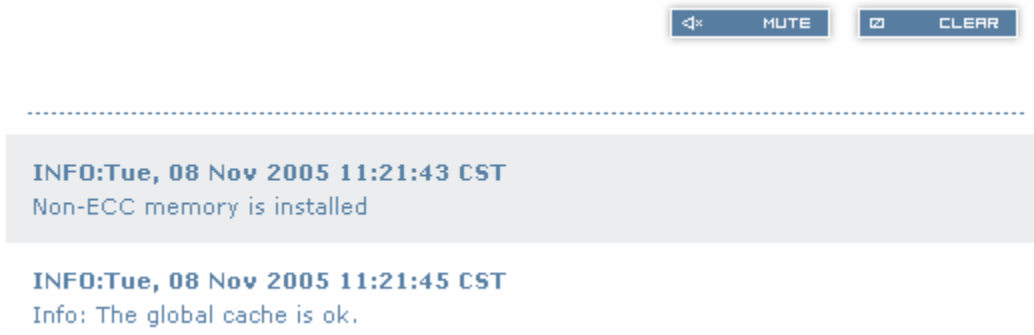 MUTE CLEAR
INFO:Tue, 08 Nov 2005 11:21:43 CST
Non-ECC memory is installed
INFO:Tue, 08 Nov 2005 11:21:45 CST
Info: The global cache is ok.